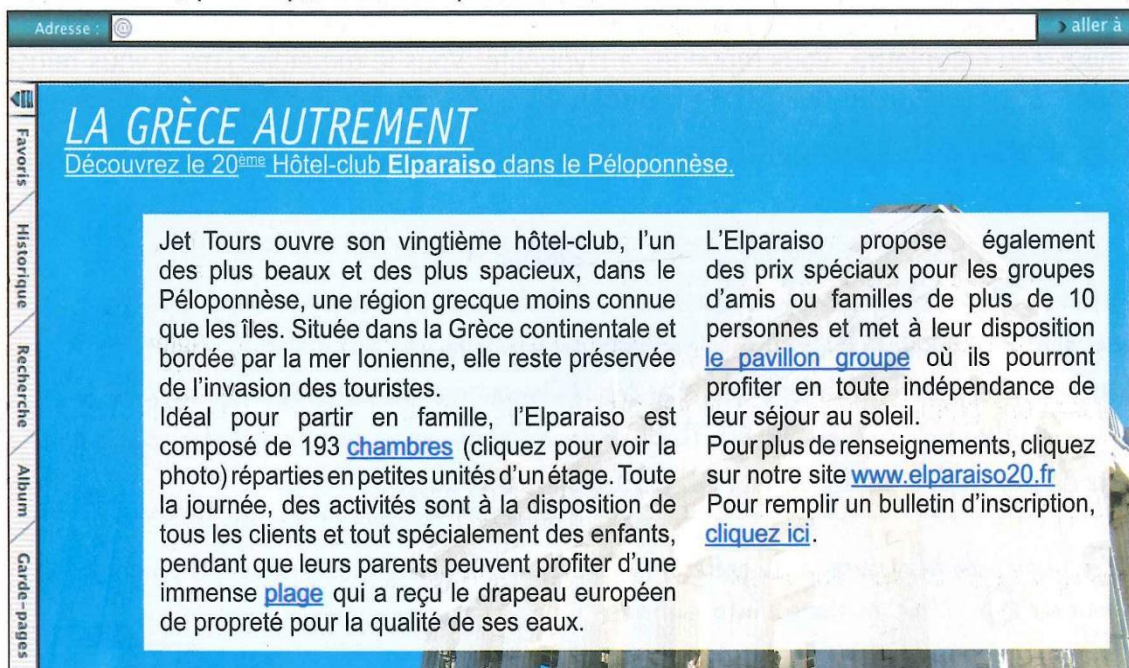 Adresse : @
aller à
Favoris
Historique
Recherche
Album
Garde-pages
LA GRÈCE AUTREMENT
Découvrez le 20ème Hôtel-club Elparaiso dans le Péloponnèse.
Jet Tours ouvre son vingtième hôtel-club, l'un
des plus beaux et des plus spacieux, dans le
Péloponnèse, une région grecque moins connue
que les îles. Située dans la Grèce continentale et
bordée par la mer Ionienne, elle reste préservée
de l'invasion des touristes.
Idéal pour partir en famille, l'Elparaiso est
composé de 193 chambres (cliquez pour voir la
photo) réparties en petites unités d'un étage. Toute
la journée, des activités sont à la disposition de
tous les clients et tout spécialement des enfants,
pendant que leurs parents peuvent profiter d'une
immense plage qui a reçu le drapeau européen
de propreté pour la qualité de ses eaux.
L'Elparaiso propose également
des prix spéciaux pour les groupes
d'amis ou familles de plus de 10
personnes et met à leur disposition
le pavillon groupe où ils pourront
profiter en toute indépendance de
leur séjour au soleil.
Pour plus de renseignements, cliquez
sur notre site www.elparaiso20.fr
Pour remplir un bulletin d'inscription,
cliquez ici.